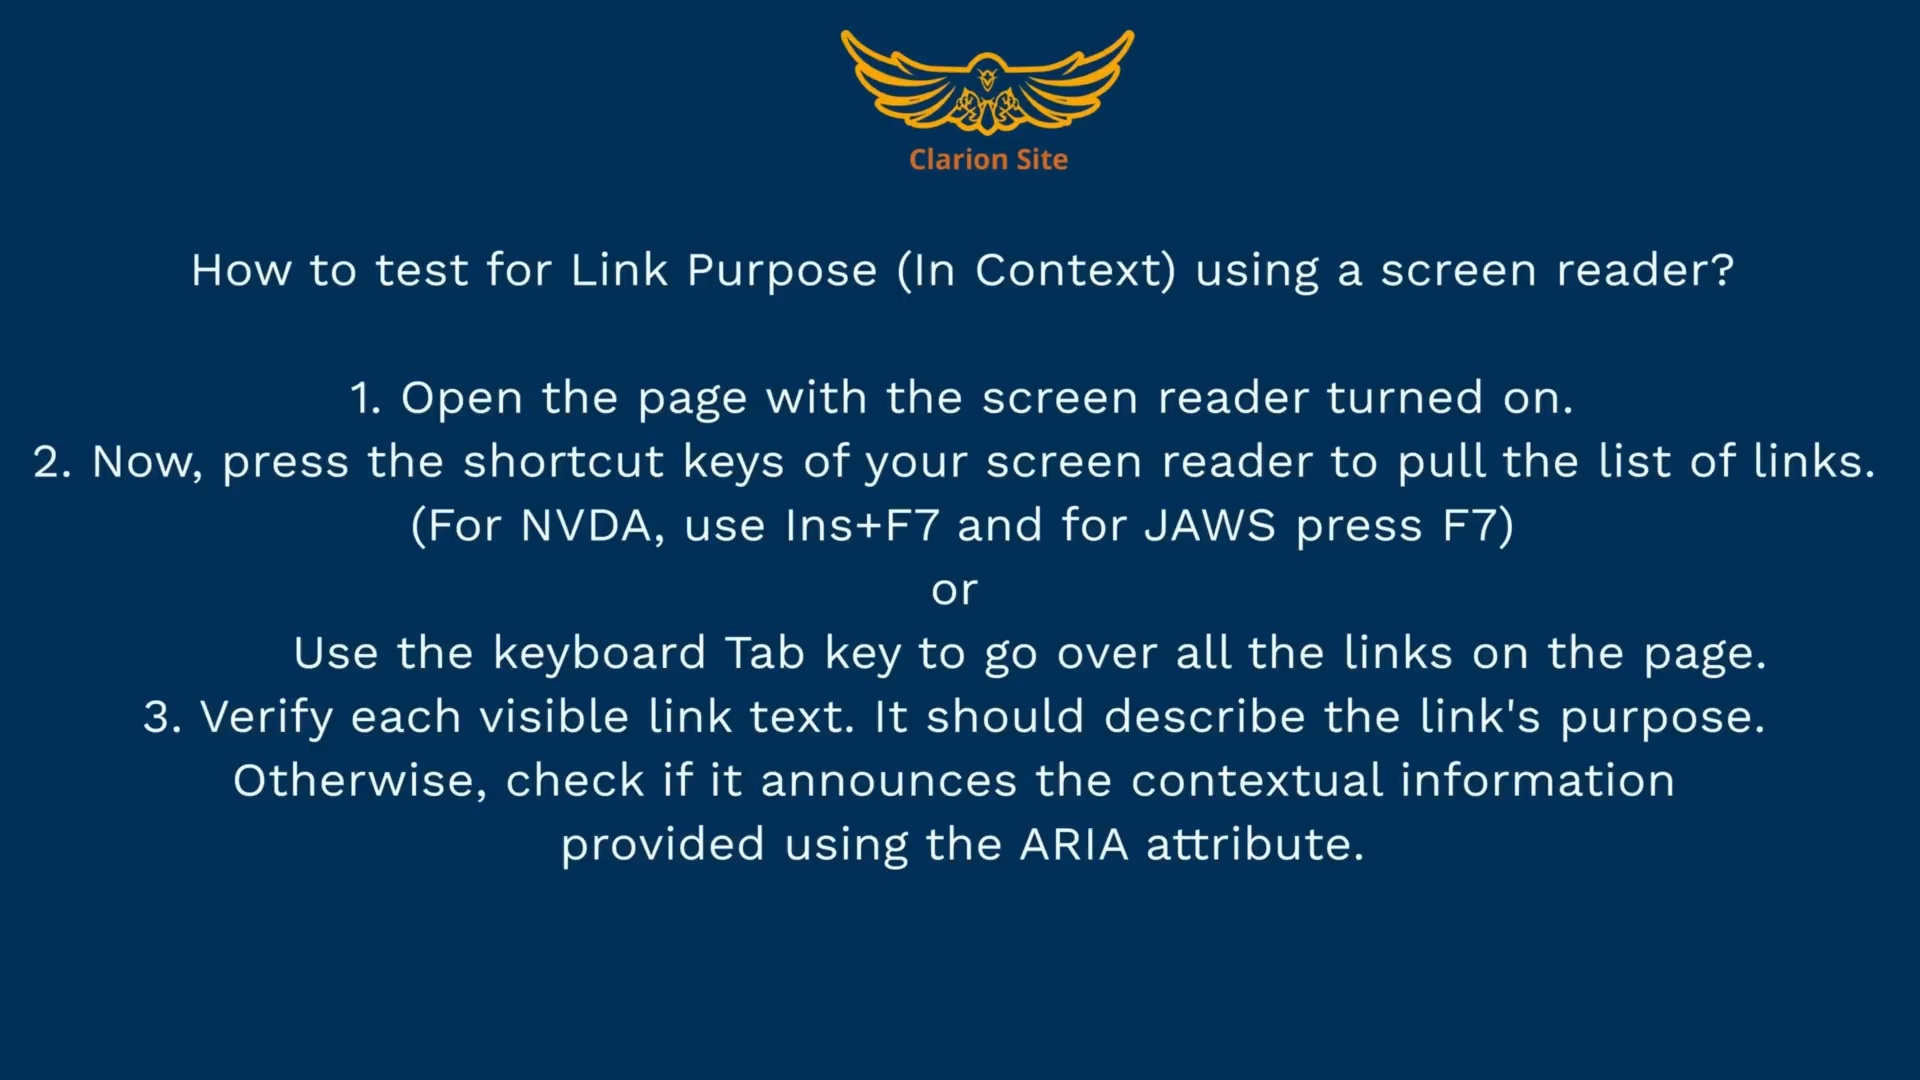 Clarion Site
How to test for Link Purpose (In Context) using a screen reader?
1. Open the page with the screen reader turned on.
2. Now, press the shortcut keys of your screen reader to pull the list of links.
(For NVDA, use Ins+F7 and for JAWS press F7)
or
Use the keyboard Tab key to go over all the links on the page.
3. Verify each visible link text. It should describe the link's purpose.
Otherwise, check if it announces the contextual information
provided using the ARIA attribute.